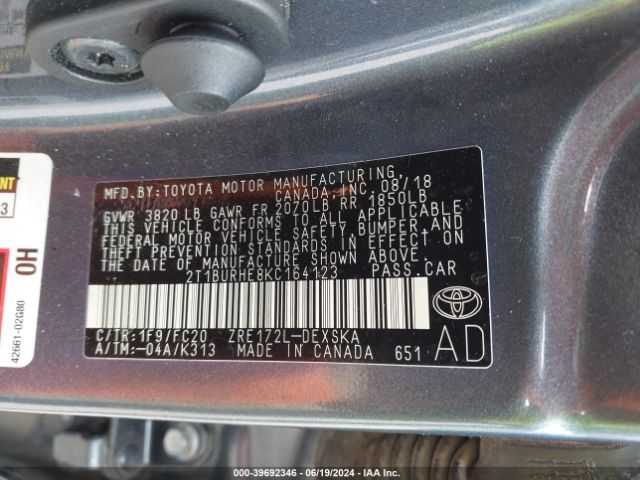 MFD. BY: TOYOTA MOTOR MANUFACTURING,
CANADA, INC. 08/18
GVWR 3820 LB GAWR FR 2070LB, RR 1850LB
THIS VEHICLE CONFORMS TO ALL APPLICABLE
FEDERAL MOTOR VEHICLE SAFETY, BUMPER, AND
THEFT PREVENTION STANDARDS IN EFFECT ON
THE DATE OF MANUFACTURE SHOWN ABOVE.
2T1BURHE8KC164123 PASS.CAR
C/TR:1F9/FC20 ZRE172L-DEXSKA
A/TM:-04A/K313 MADE IN CANADA 651
TOYOTA
AD
OH
42661-02G80
000-39692346 - 06/19/2024 - IAA Inc.